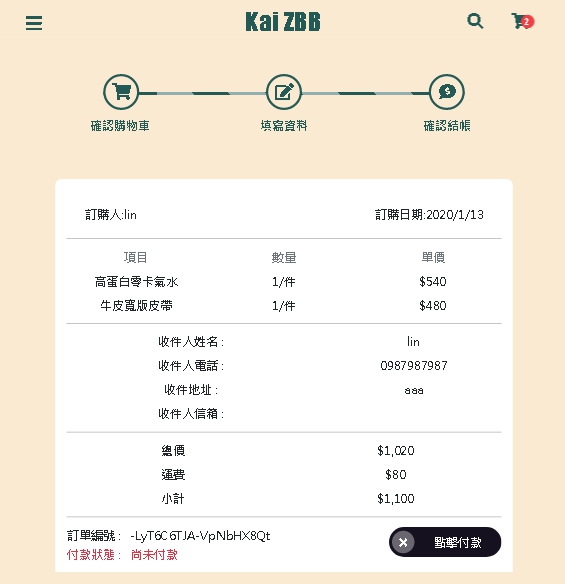 Kai ZBB
2
確認購物車 填寫資料 確認結帳
訂購人:lin 訂購日期:2020/1/13
項目 數量 單價
高蛋白零卡氣水 1/件 $540
牛皮寬版皮帶 1/件 $480
收件人姓名 : lin
收件人電話 : 0987987987
收件地址 : aaa
收件人信箱 :
總價 $1,020
運費 $80
小計 $1,100
訂單編號 : -LyT6C6TJA-VpNbHX8Qt
付款狀態 : 尚未付款
點擊付款